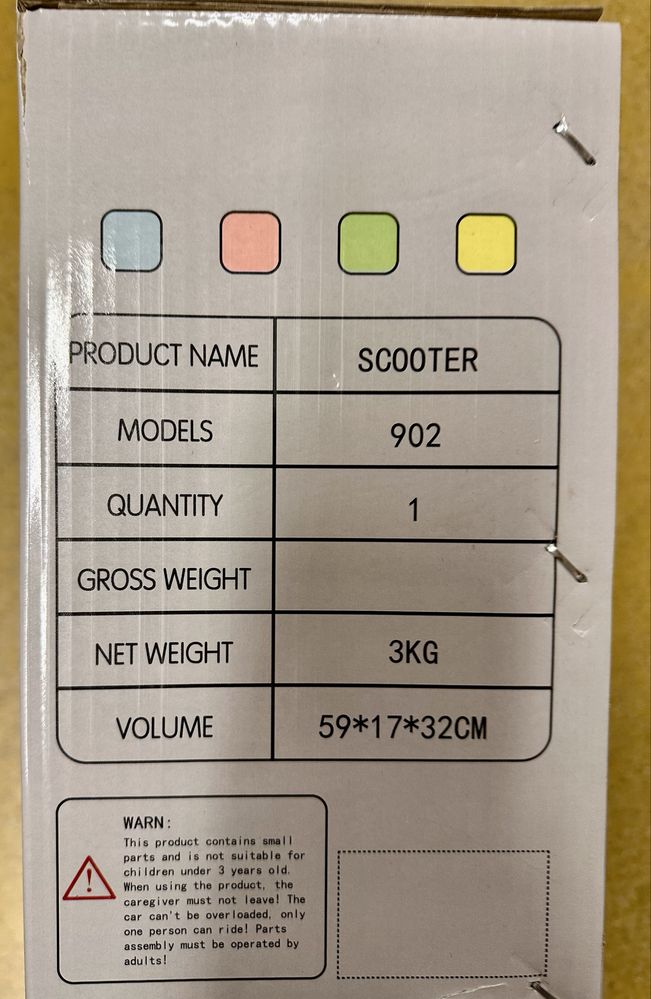 PRODUCT NAME SCOOTER
MODELS 902
QUANTITY 1
GROSS WEIGHT
NET WEIGHT 3KG
VOLUME 59*17*32CM
WARN:
This product contains small
parts and is not suitable for
children under 3 years old.
When using the product, the
caregiver must not leave! The
car can't be overloaded, only
one person can ride! Parts
assembly must be operated by
adults!